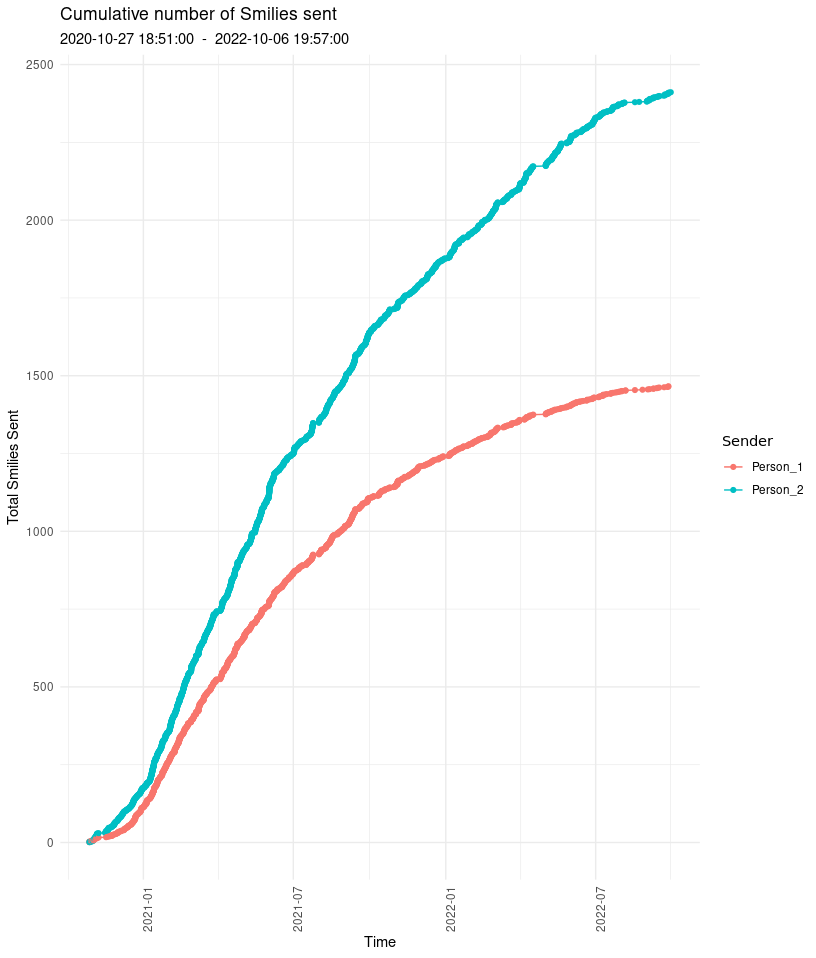 Cumulative number of Smilies sent
2020-10-27 18:51:00  -  2022-10-06 19:57:00
2500
2000
1500
1000
500
0
Total Smilies Sent
2021-01
2021-07
2022-01
2022-07
Time
Sender
Person_1
Person_2